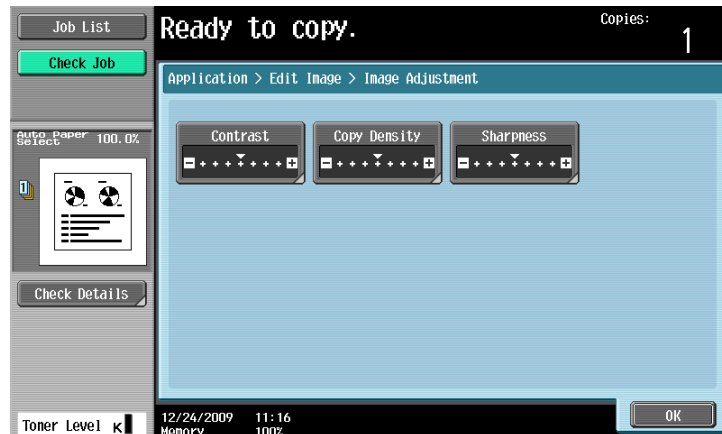 Job List
Ready to copy.
Copies:
1
Check Job
Application > Edit Image > Image Adjustment
Auto Paper
Select
100.0%
Contrast
Copy Density
Sharpness
1
Check Details
Toner Level K
12/24/2009 11:16
Memory 100%
OK